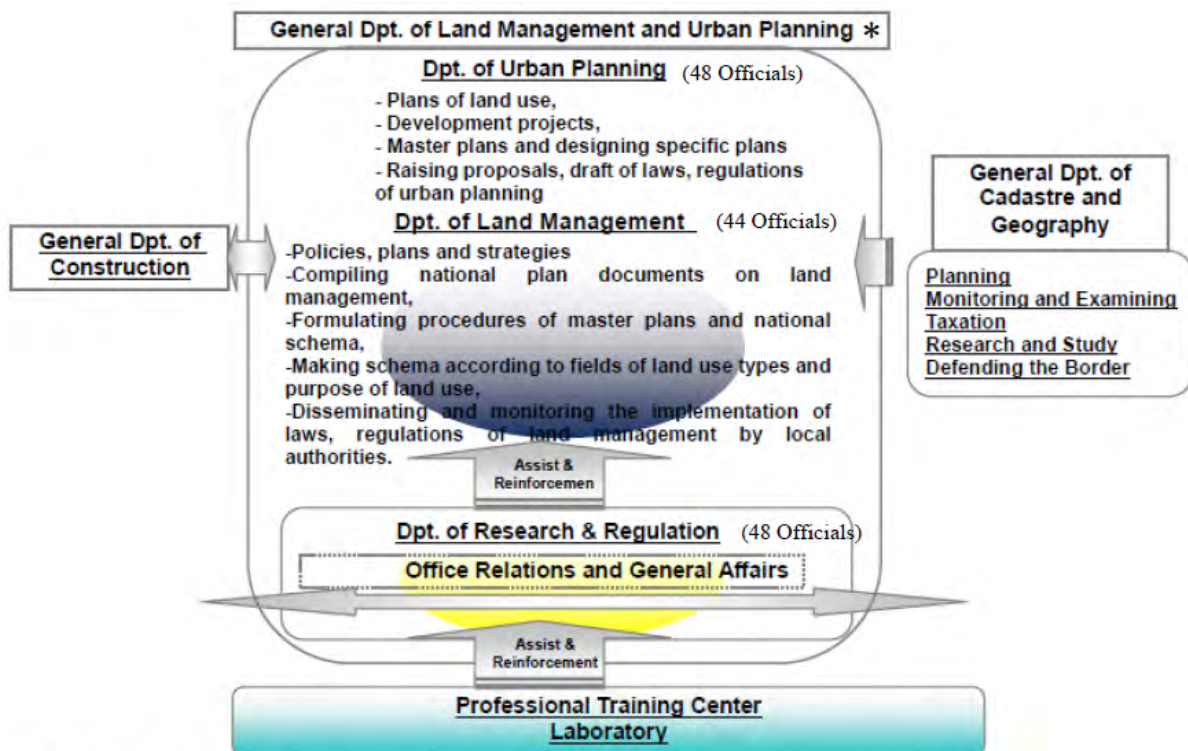 General Dpt. of Land Management and Urban Planning *
Dpt. of Urban Planning (48 Officials)
- Plans of land use,
- Development projects,
- Master plans and designing specific plans
- Raising proposals, draft of laws, regulations
of urban planning
Dpt. of Land Management (44 Officials)
-Policies, plans and strategies
-Compiling national plan documents on land
management,
-Formulating procedures of master plans and national
schema,
-Making schema according to fields of land use types and
purpose of land use,
-Disseminating and monitoring the implementation of
laws, regulations of land management by local
authorities.
General Dpt. of
Construction
General Dpt. of
Cadastre and
Geography
Planning
Monitoring and Examining
Taxation
Research and Study
Defending the Border
Assist &
Reinforcemen
Dpt. of Research & Regulation (48 Officials)
Office Relations and General Affairs
Assist &
Reinforcement
Professional Training Center
Laboratory